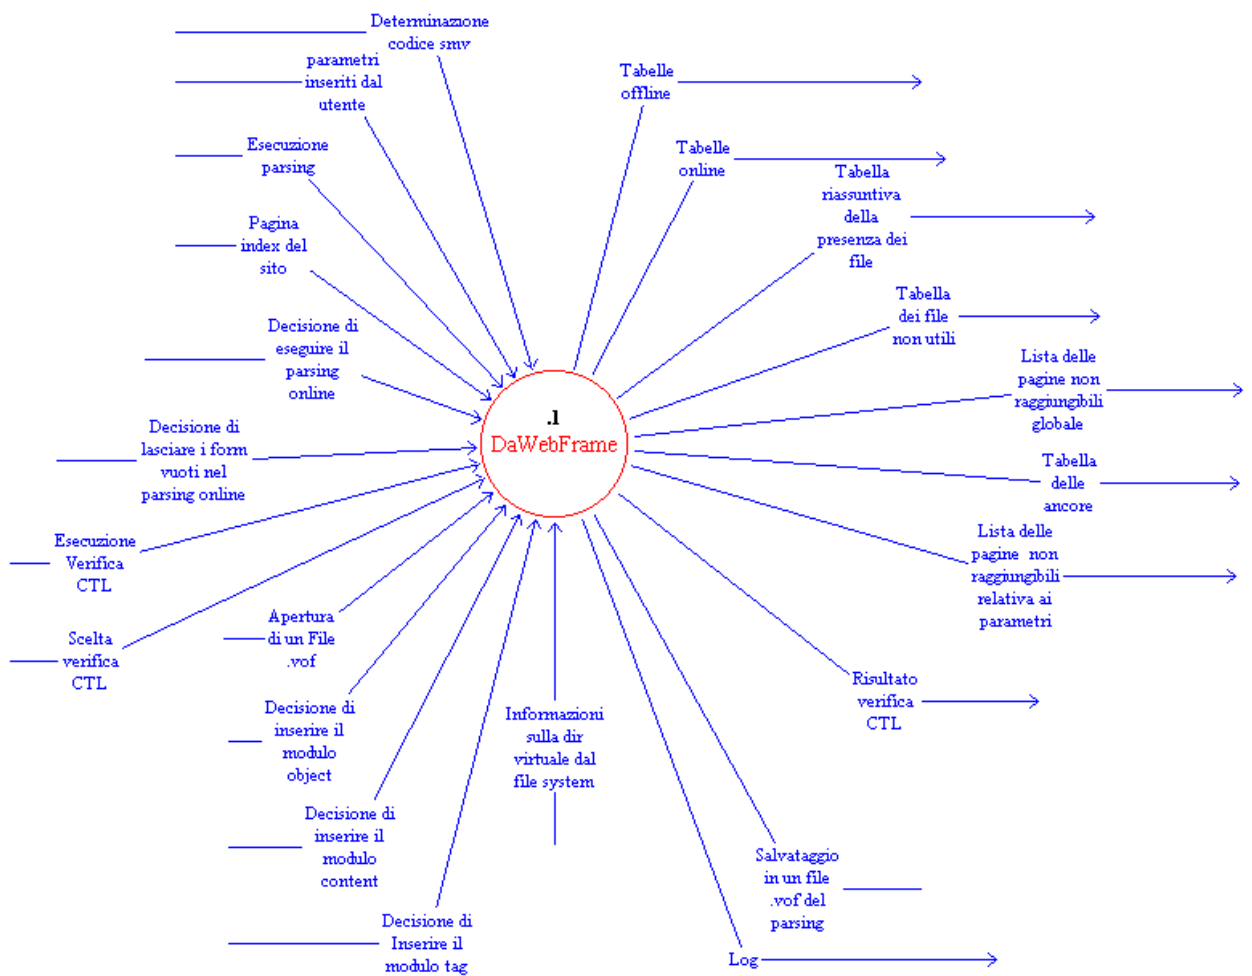 Determinazione
codice smv
parametri
inseriti dal
utente
Esecuzione
parsing
Pagina
index del
sito
Decisione di
eseguire il
parsing
online
Decisione di
lasciare i form
vuoti nel
parsing online
Esecuzione
Verifica
CTL
Scelta
verifica
CTL
Apertura
di un File
.vof
Decisione di
inserire il
modulo
object
Decisione di
inserire il
modulo
content
Decisione di
Inserire il
modulo tag
Informazioni
sulla dir
virtuale dal
file system
.1
DaWebFrame
Tabelle
offline
Tabelle
online
Tabella
riassuntiva
della
presenza dei
file
Tabella
dei file
non utili
Lista delle
pagine non
raggiungibili
globale
Tabella
delle
ancore
Lista delle
pagine non
raggiungibili
relativa ai
parametri
Risultato
verifica
CTL
Salvataggio
in un file
.vof del
parsing
Log